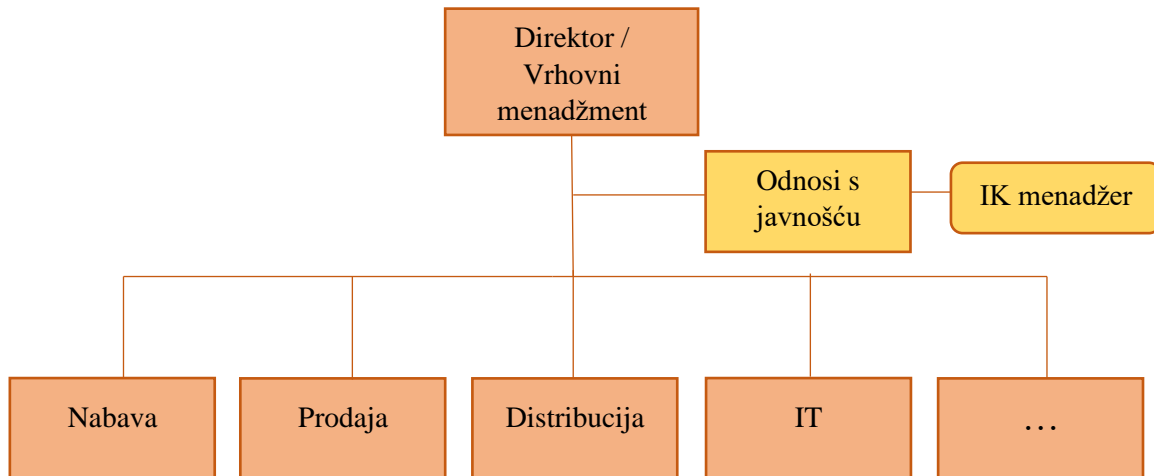 Direktor /
Vrhovni
menadžment
Odnosi s
javnošću
IK menadžer
Nabava
Prodaja
Distribucija
IT
…